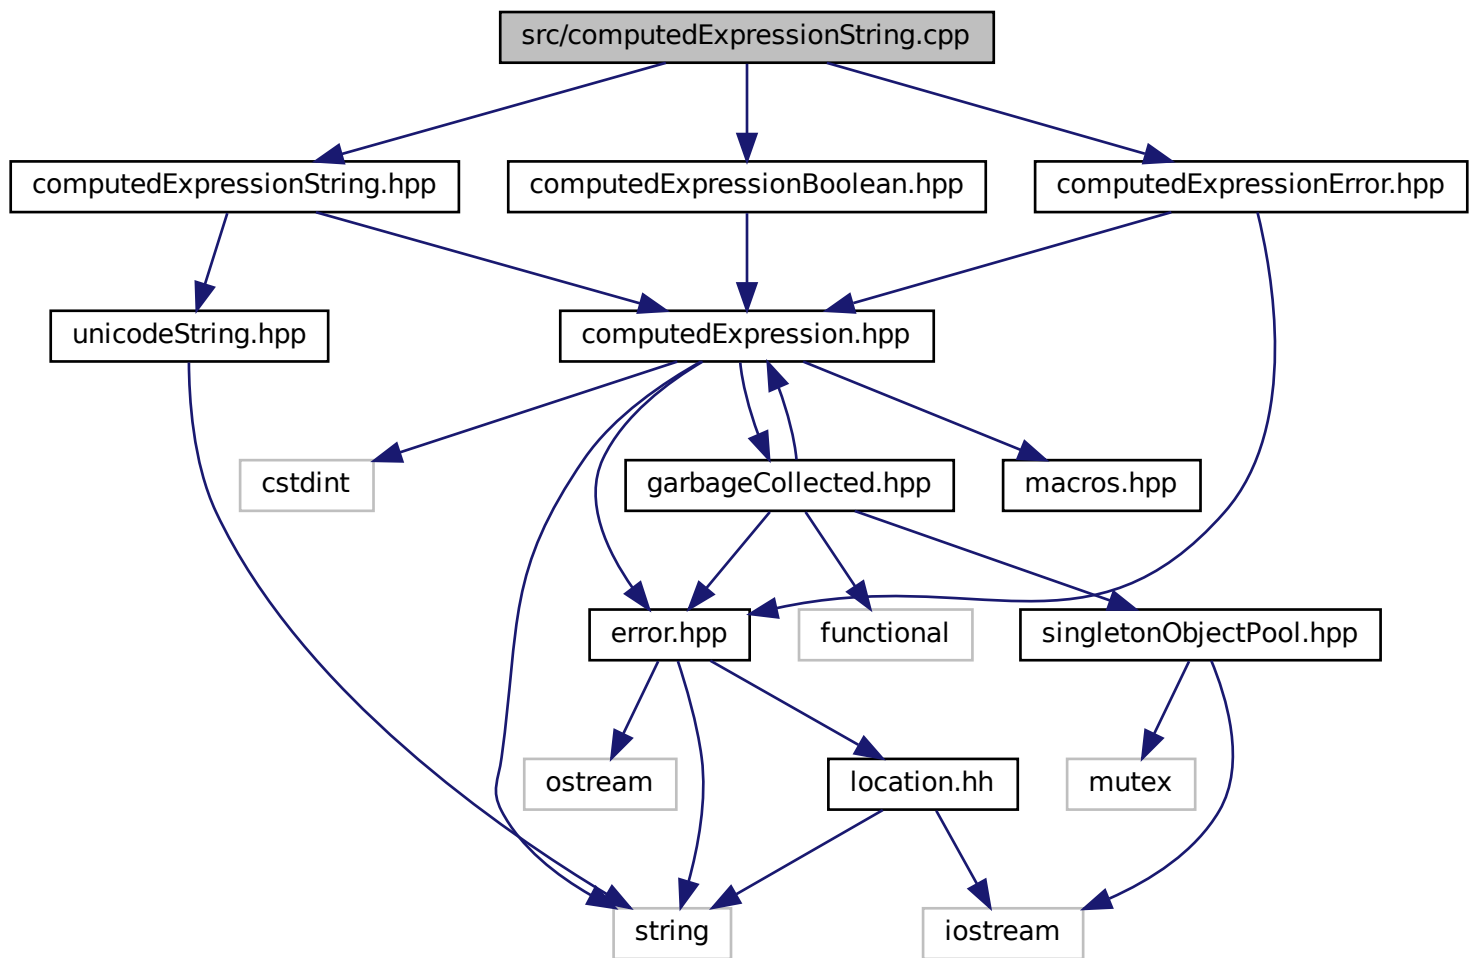 src/computedExpressionString.cpp
computedExpressionString.hpp
computedExpressionBoolean.hpp
computedExpressionError.hpp
unicodeString.hpp
computedExpression.hpp
cstdint
garbageCollected.hpp
macros.hpp
error.hpp
functional
singletonObjectPool.hpp
ostream
location.hh
mutex
string
iostream